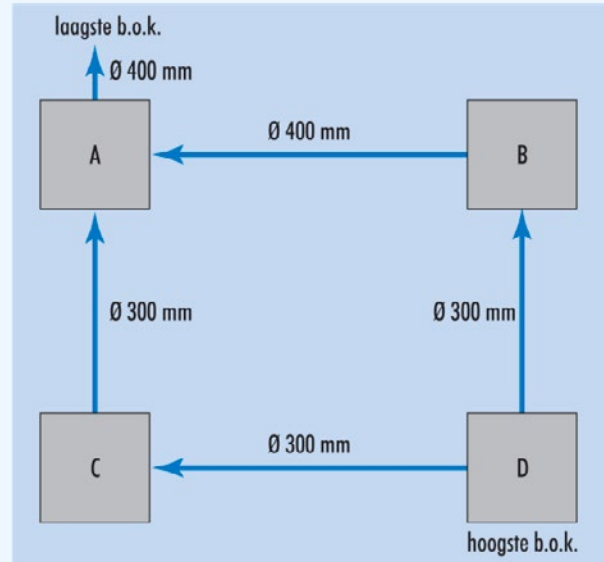 laagste b.o.k.
Ø 400 mm
A
Ø 400 mm
B
Ø 300 mm
Ø 300 mm
C
Ø 300 mm
D
hoogste b.o.k.